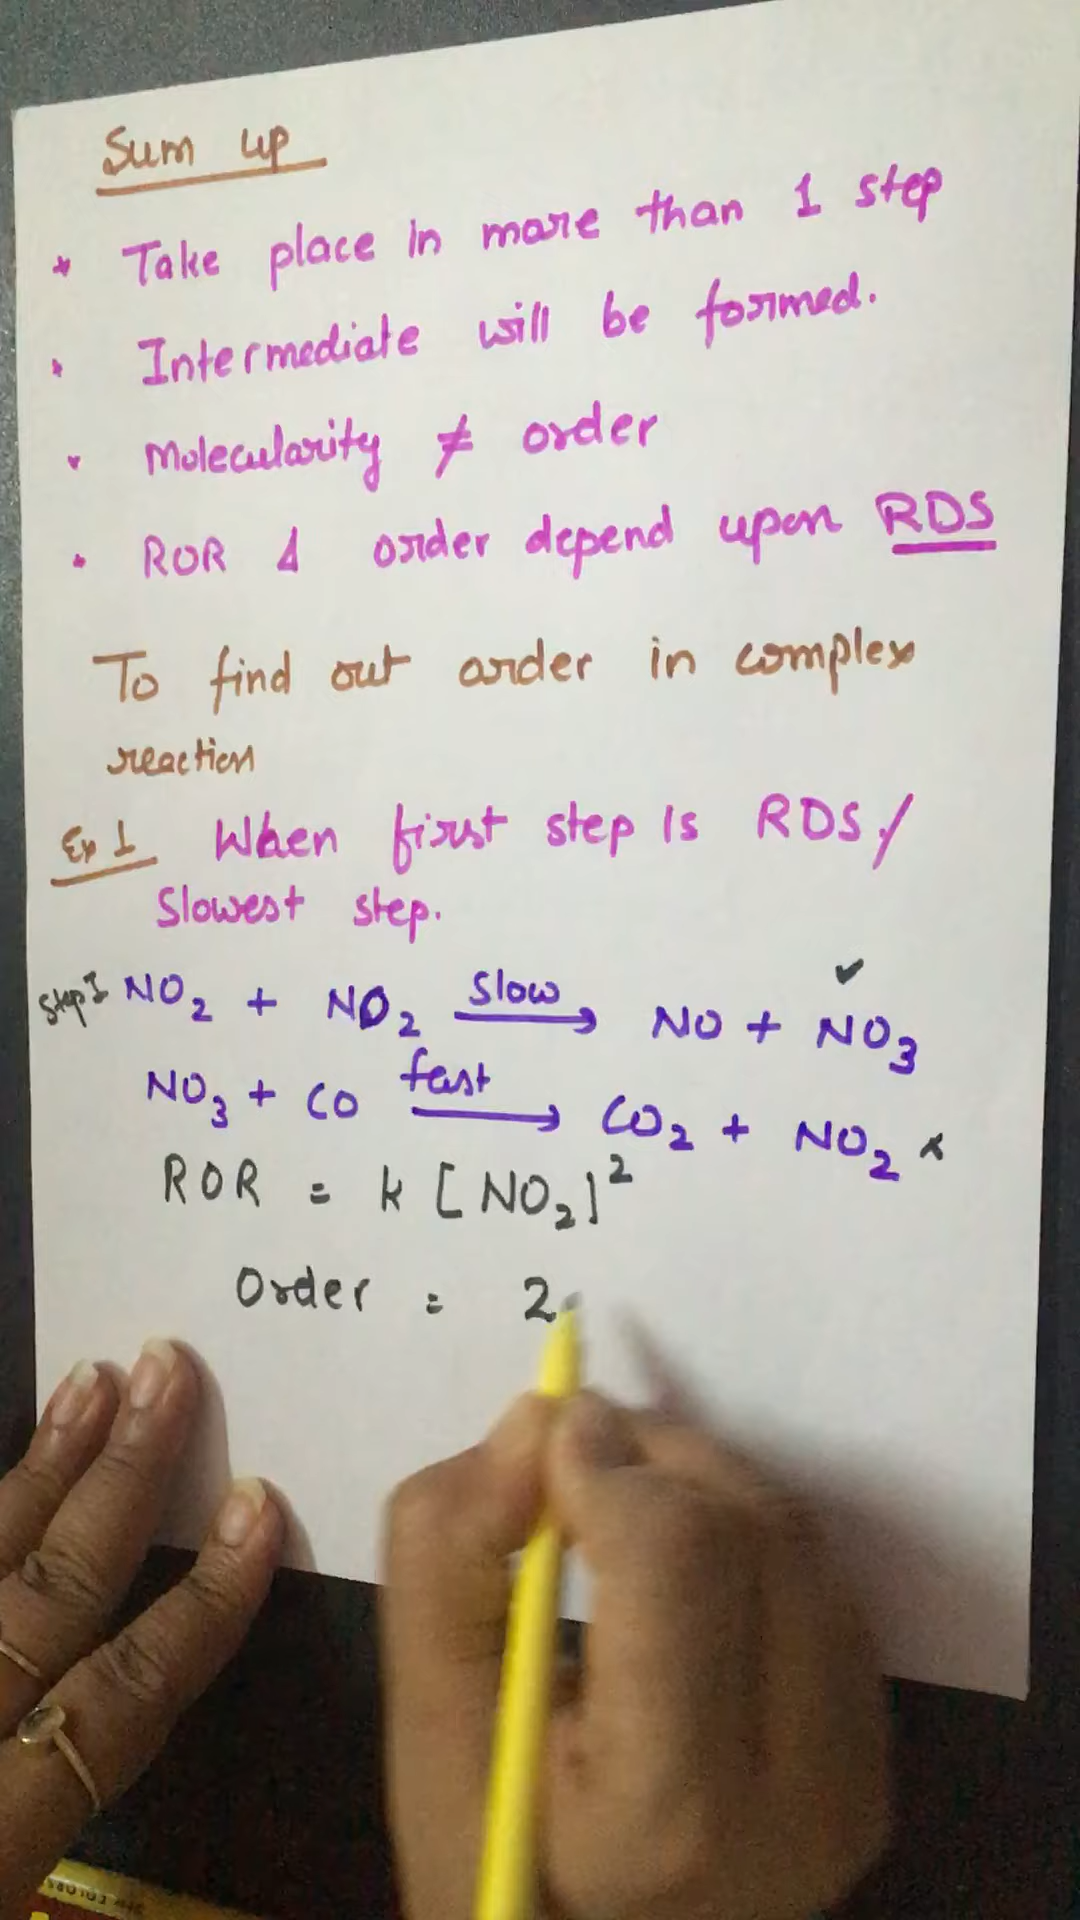 Sum up
* Take place in more than 1 step
* Intermediate will be formed.
• Molecularity ≠ order
• ROR & order depend upon RDS
To find out order in complex
reaction
Ex 1 When first step is RDS /
Slowest step.
Step I NO₂ + NO₂ slow → NO + NO₃ ✓
NO₃ + CO fast → CO₂ + NO₂ ×
ROR = k [NO₂]²
Order = 2